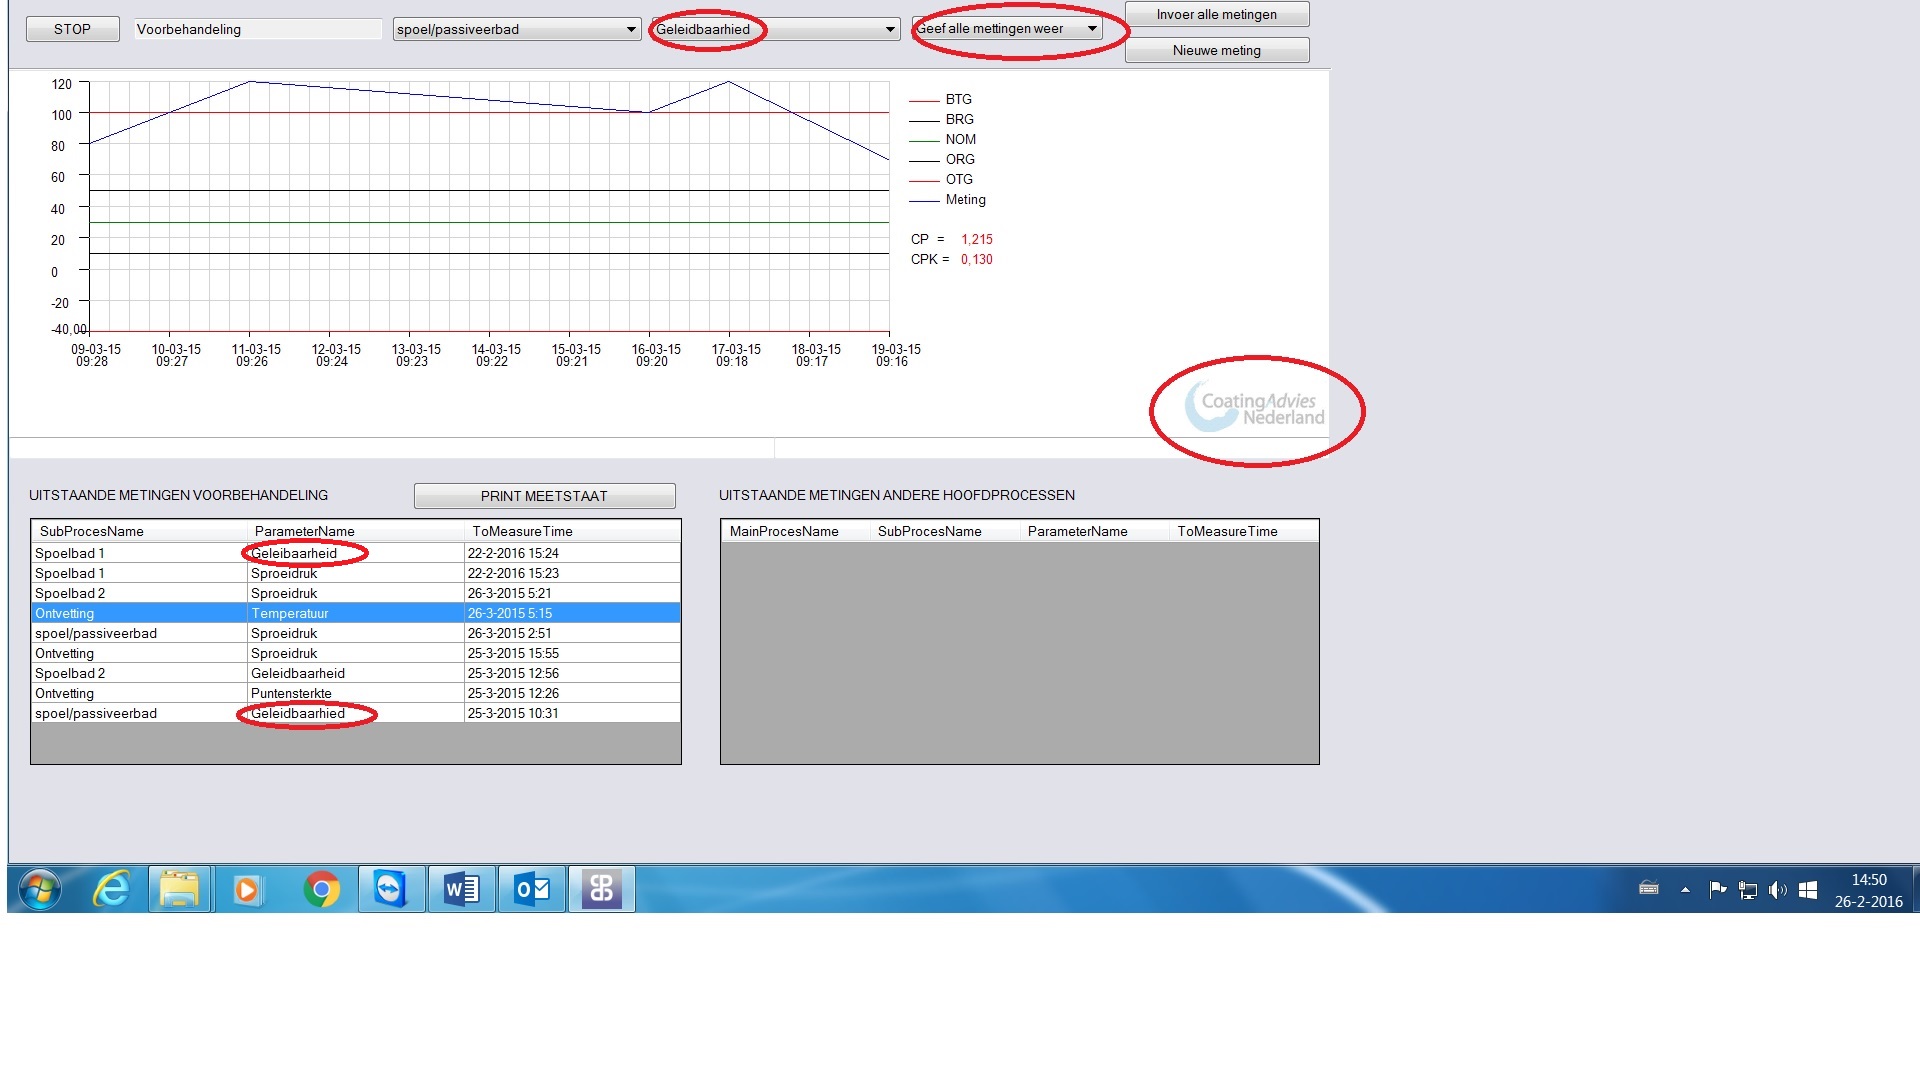 STOP
Voorbehandeling
spoel/passiveerbad
Geleidbaarhied
Geef alle mettingen weer
Invoer alle metingen
Nieuwe meting
120
100
80
60
40
20
0
-20
-40,00
09-03-15 10-03-15 11-03-15 12-03-15 13-03-15 14-03-15 15-03-15 16-03-15 17-03-15 18-03-15 19-03-15
09:28 09:27 09:26 09:24 09:23 09:22 09:21 09:20 09:18 09:17 09:16
BTG
BRG
NOM
ORG
OTG
Meting
CP = 1,215
CPK = 0,130
CoatingAdvies
Nederland
UITSTAANDE METINGEN VOORBEHANDELING
PRINT MEETSTAAT
SubProcesName ParameterName ToMeasureTime
Spoelbad 1 Geleibaarheid 22-2-2016 15:24
Spoelbad 1 Sproeidruk 22-2-2016 15:23
Spoelbad 2 Sproeidruk 26-3-2015 5:21
Ontvetting Temperatuur 26-3-2015 5:15
spoel/passiveerbad Sproeidruk 26-3-2015 2:51
Ontvetting Sproeidruk 25-3-2015 15:55
Spoelbad 2 Geleidbaarheid 25-3-2015 12:56
Ontvetting Puntensterkte 25-3-2015 12:26
spoel/passiveerbad Geleidbaarhied 25-3-2015 10:31
UITSTAANDE METINGEN ANDERE HOOFDPROCESSEN
MainProcesName SubProcesName ParameterName ToMeasureTime
14:50
26-2-2016